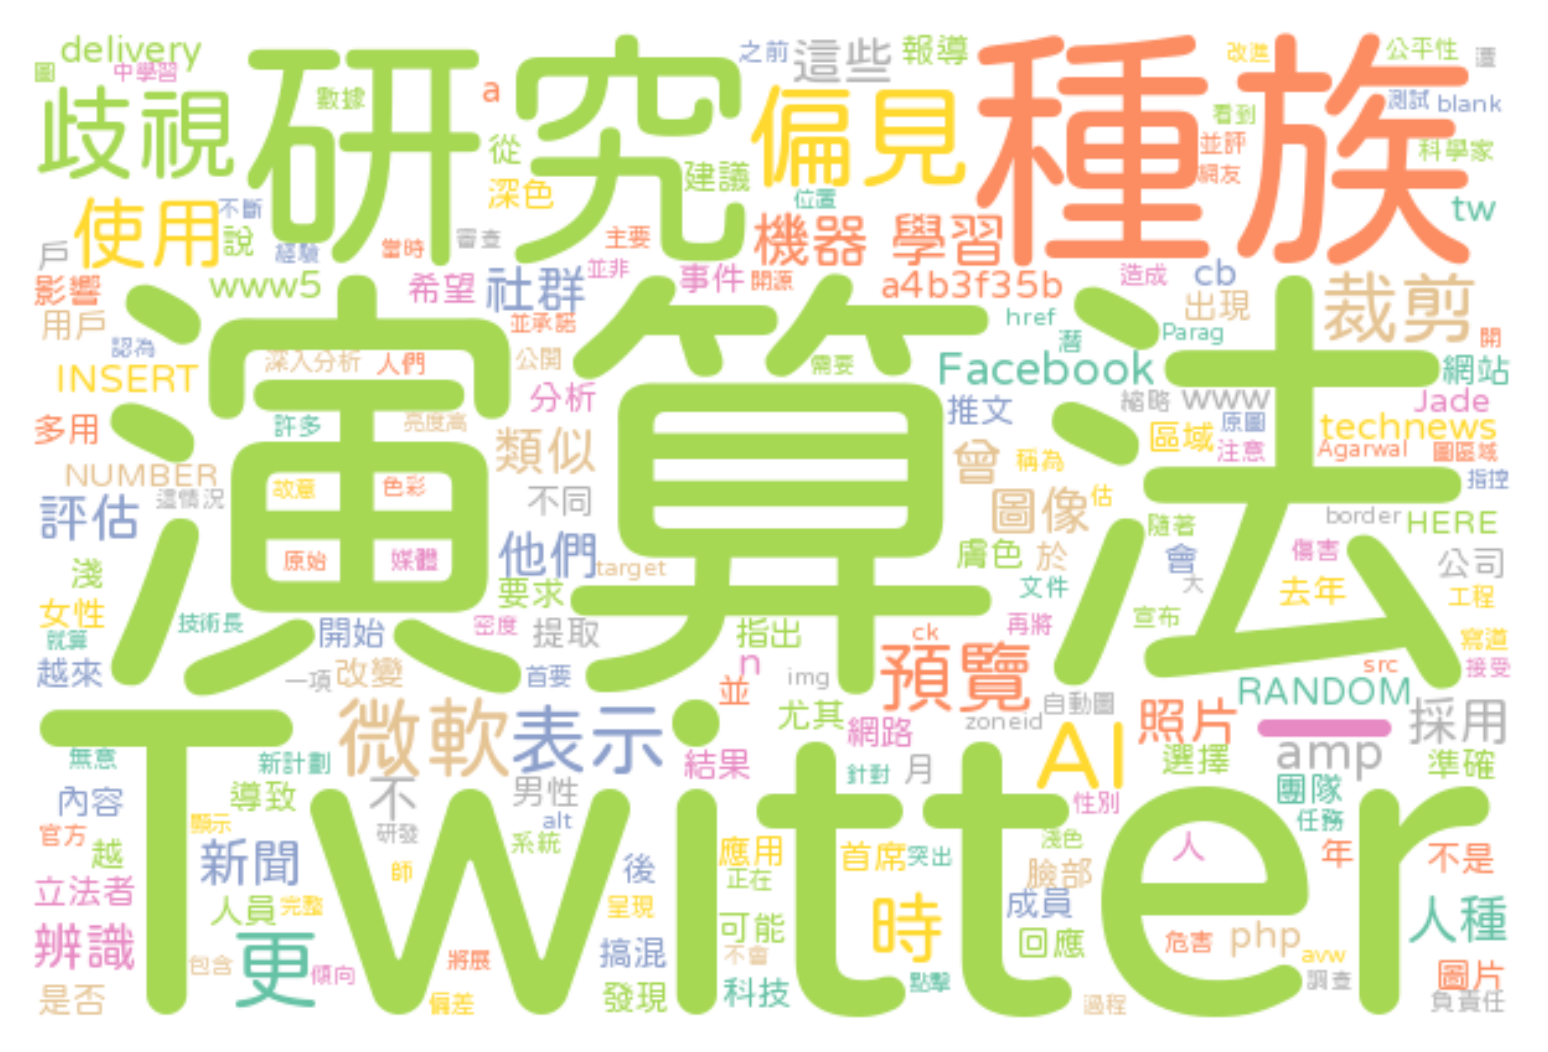 delivery 之前 這些 報導 改進 公平性
圖 中學習 數據 a 測試 blank
歧視 研究 偏見 種族 看到
從 並評 科學家
深色 建議 網友
使用 不斷 說 位置 tw
戶 經驗 當時 審查 主要 機器 學習
影響 www5 希望 社群 並非 事件 開源 a4b3f35b 造成 cb 裁剪
用戶 並承諾 href 出現
認為 深入分析 人們 公開 需要 潛 Parag 開
INSERT 演算法 分析 Facebook 網站
多用 許多 亮度高 推文 縮略 www 原圖 Jade
technews
NUMBER 類似 曾 稱為 區域 注意 Agarwal 圖區域
評估 這情況 故意 色彩 不同 圖像 估 指控
隨著 border HERE
原始 媒體 他們 target 膚色 於 會 傷害 公司
淺 要求 文件 大 去年 工程
女性 技術長 密度 提取 指出 ck 再將 宣布 寫道
就算 開始
越來 一項 改變 首要 並 n img 預覽 src 接受
自動圖 RANDOM
微軟 表示 尤其 網路 zoneid 照片 一 採用
無意 新計劃 結果 針對 月 AI 選擇 amp 準確
Twitter
內容 導致 不 男性 性別 團隊
官方 顯示 研發 alt 系統 淺色 任務
越 新聞 師 後 應用 首席 突出 人 年 不是
立法者 正在 臉部
人員 完整 呈現 可能 時 成員 人種
辨識 更 搞混 不會 回應 危害 php
包含 傾向 將展 avw
是否 偏差 發現 科技 點擊 過程 調查 圖片
負責任